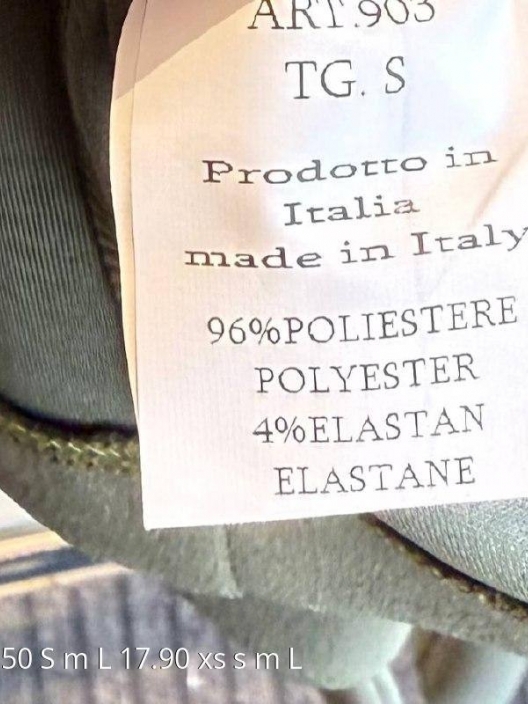 ART.903
TG. S
Prodotto in
Italia
made in Italy
96%POLIESTERE
POLYESTER
4%ELASTAN
ELASTANE
50 S m L 17.90 xs s m L